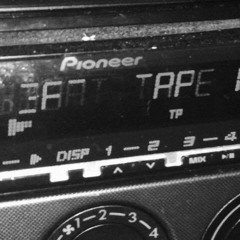 Pioneer
TAPE
TP
DISP 1 – 2 – 3 – 4
MIX
1 – 2 – 3 – 4